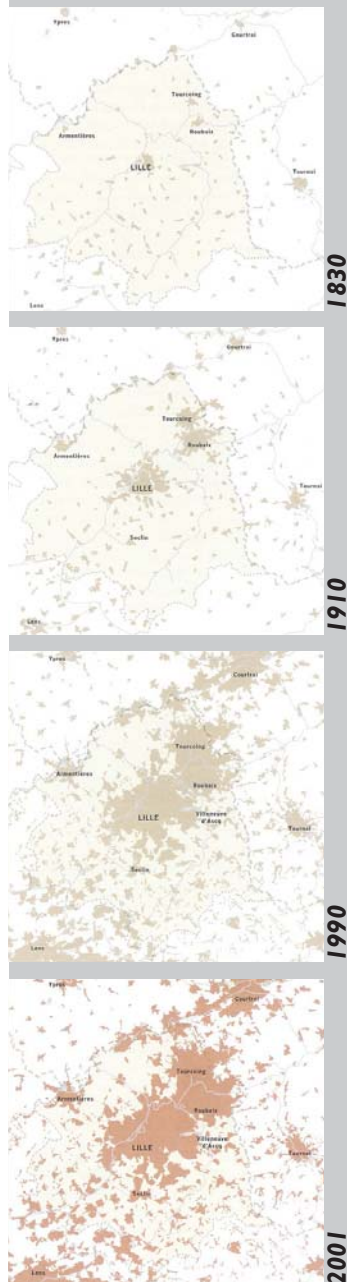 Ypres
Courtrai
Tourcoing
Armentières
Roubaix
LILLE
Tournai
Lens
1830
Ypres
Courtrai
Tourcoing
Roubaix
Armentières
LILLE
Tournai
Seclin
Lens
1910
Ypres
Courtrai
Tourcoing
Armentières
Roubaix
LILLE
Villeneuve
d'Ascq
Tournai
Seclin
Lens
1990
Ypres
Courtrai
Tourcoing
Armentières
Roubaix
LILLE
Villeneuve
d'Ascq
Tournai
Seclin
Lens
2001